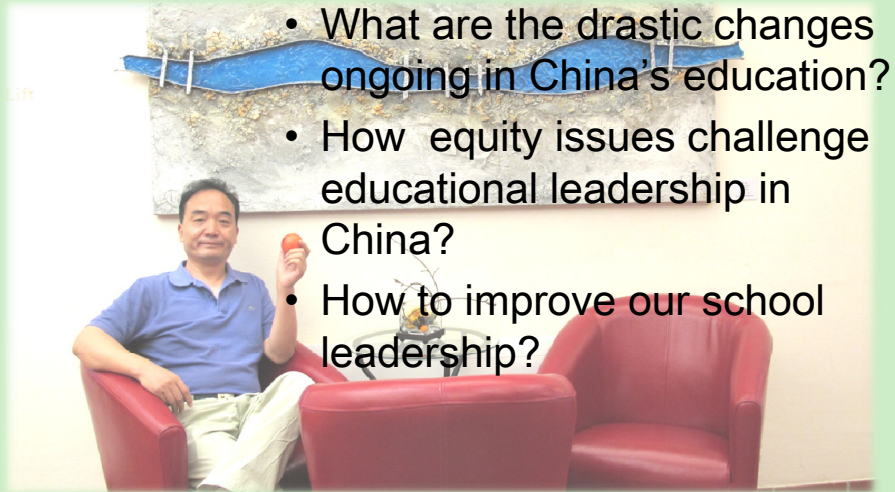 • What are the drastic changes
ongoing in China's education?
• How equity issues challenge
educational leadership in
China?
• How to improve our school
leadership?